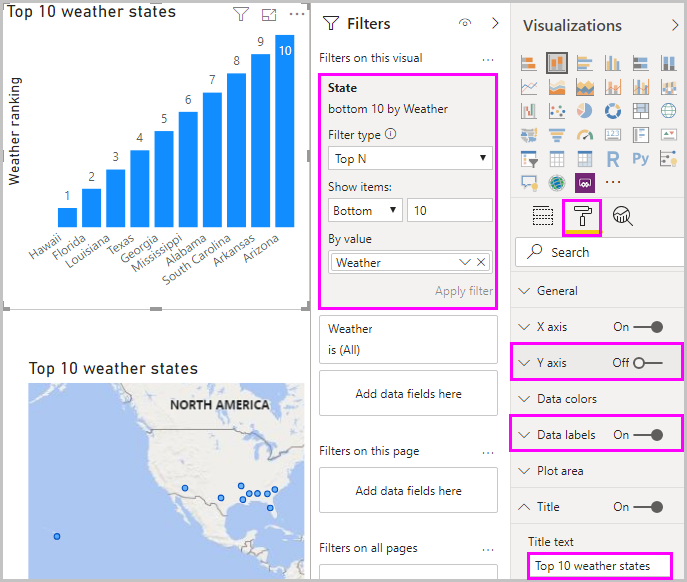 Top 10 weather states
...
Weather ranking
1
2
3
4
5
6
7
8
9
10
Hawaii
Florida
Louisiana
Texas
Georgia
Mississippi
Alabama
South Carolina
Arkansas
Arizona
Top 10 weather states
NORTH AMERICA
Filters
Filters on this visual ...
State
bottom 10 by Weather
Filter type
Top N
Show items:
Bottom 10
By value
Weather
Apply filter
Weather
is (All)
Add data fields here
Filters on this page ...
Add data fields here
Filters on all pages ...
Visualizations
123
R Py
...
Search
General
X axis On
Y axis Off
Data colors
Data labels On
Plot area
Title On
Title text
Top 10 weather states